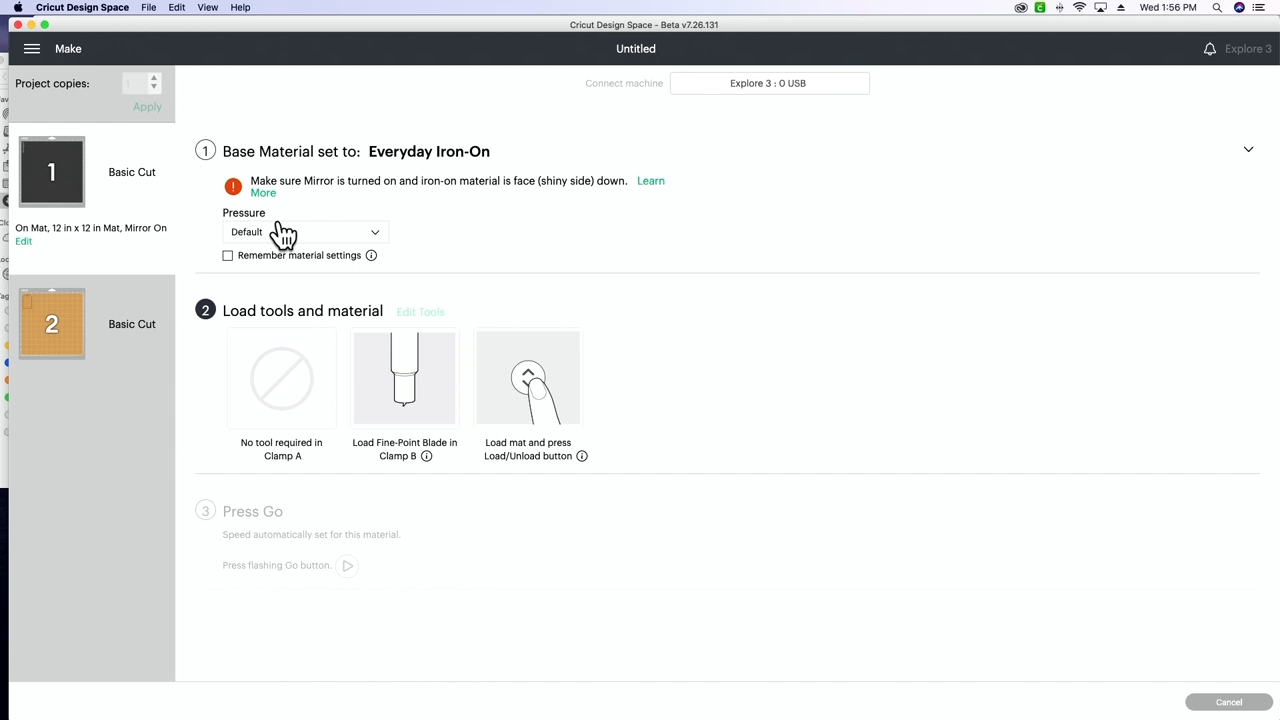 Cricut Design Space File Edit View Help Wed 1:56 PM
Cricut Design Space - Beta v7.26.131
Make Untitled Explore 3
Project copies: 1
Apply
Connect machine Explore 3 : 0 USB
1 Basic Cut
On Mat, 12 in x 12 in Mat, Mirror On
Edit
2 Basic Cut
1 Base Material set to: Everyday Iron-On
! Make sure Mirror is turned on and iron-on material is face (shiny side) down. Learn
More
Pressure
Default
Remember material settings
2 Load tools and material Edit Tools
No tool required in
Clamp A
Load Fine-Point Blade in
Clamp B
Load mat and press
Load/Unload button
3 Press Go
Speed automatically set for this material.
Press flashing Go button.
Cancel